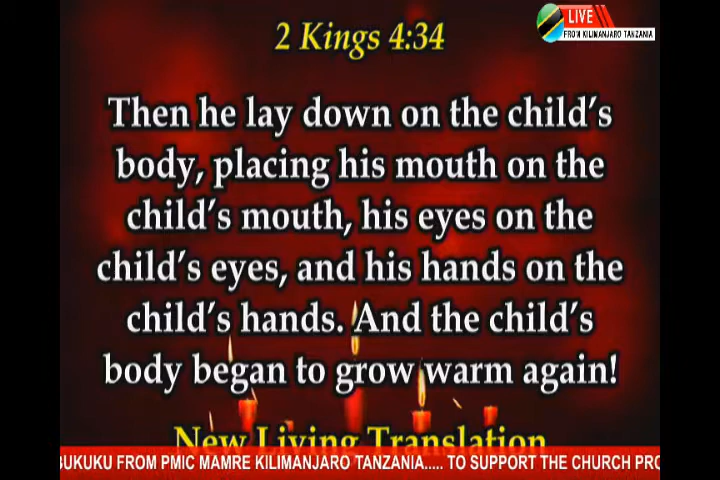 2 Kings 4:34
LIVE
FROM KILIMANJARO TANZANIA
Then he lay down on the child's
body, placing his mouth on the
child's mouth, his eyes on the
child's eyes, and his hands on the
child's hands. And the child's
body began to grow warm again!
New Living Translation
BUKUKU FROM PMIC MAMRE KILIMANJARO TANZANIA..... TO SUPPORT THE CHURCH PRO